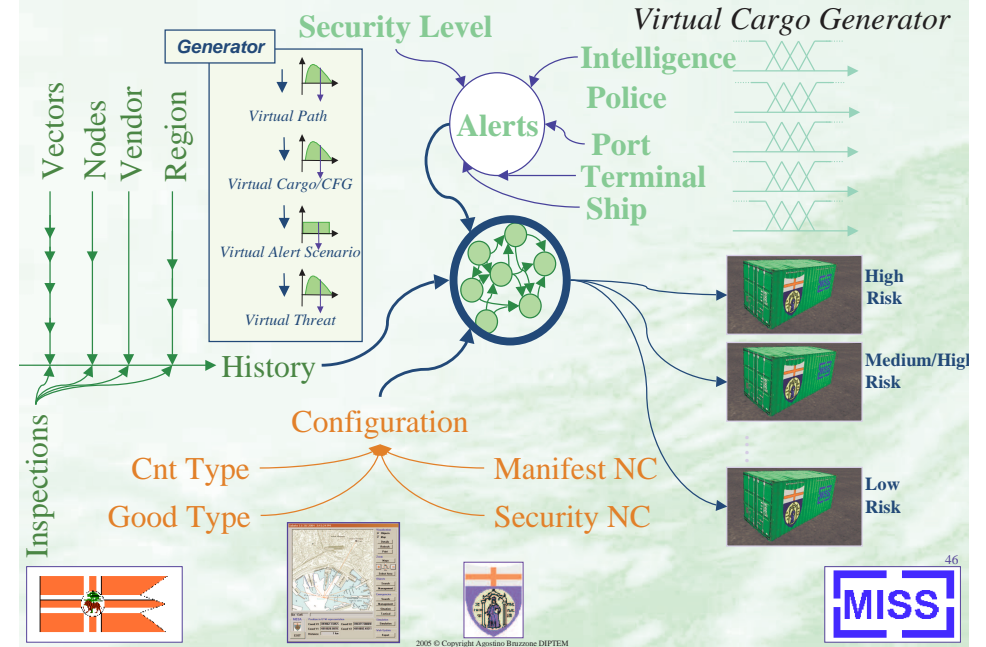 Virtual Cargo Generator
Security Level
Generator
Virtual Path
Virtual Cargo/CFG
Virtual Alert Scenario
Virtual Threat
Intelligence
Police
Alerts
Port
Terminal
Ship
Vectors
Nodes
Vendor
Region
High
Risk
Medium/High
Risk
Low
Risk
History
Inspections
Configuration
Cnt Type
Manifest NC
Good Type
Security NC
46
MISS
2005 © Copyright Agostino Bruzzone DIPTEM